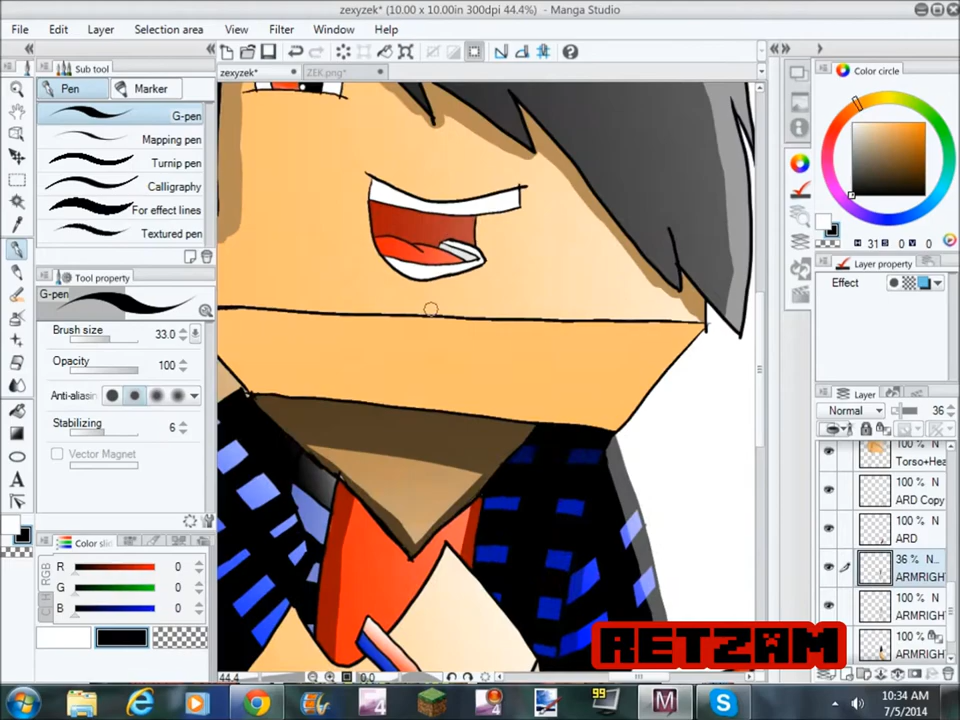 zexyzek* (10.00 x 10.00in 300dpi 44.4%) - Manga Studio
File Edit Layer Selection area View Filter Window Help
Sub tool
Pen Marker
G-pen
Mapping pen
Turnip pen
Calligraphy
For effect lines
Textured pen
Tool property
G-pen
Brush size 33.0
Opacity 100
Anti-aliasin
Stabilizing 6
Vector Magnet
Color slid
RGB
R 0
G 0
B 0
zexyzek* ZEK.png*
44.4 0.0
Color circle
H 31 S 0 V 0
Layer property
Effect
Layer
Normal 36
100 % N
Torso+Hea
100 % N
ARD Copy
100 % N
ARD
36 % N...
ARMRIGH
100 % N
ARMRIGH
100 %
ARMRIGH
RETZAM
99
10:34 AM
7/5/2014